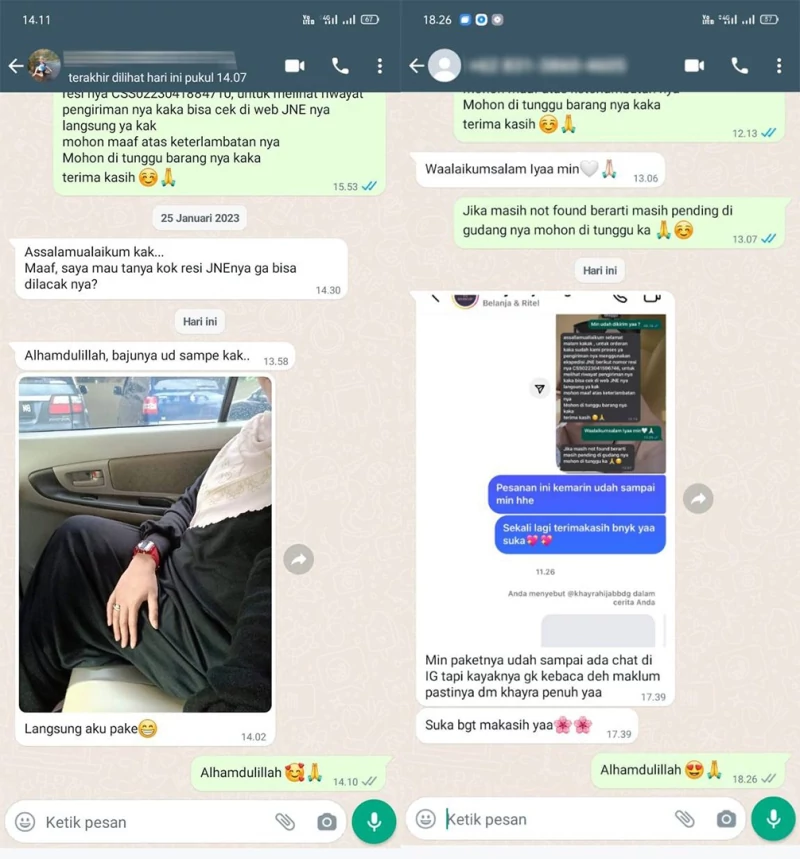 14.11
67
terakhir dilihat hari ini pukul 14.07
resi nya CSS0223041884710, untuk melihat riwayat
pengiriman nya kaka bisa cek di web JNE nya
langsung ya kak
mohon maaf atas keterlambatan nya
Mohon di tunggu barang nya kaka
terima kasih ☺️🙏
15.53
25 Januari 2023
Assalamualaikum kak...
Maaf, saya mau tanya kok resi JNEnya ga bisa
dilacak nya?
14.30
Hari ini
Alhamdulillah, bajunya ud sampe kak..
13.58
Langsung aku pake😁
14.02
Alhamdulillah 🥰🙏
14.10
Ketik pesan
18.26
57
Mohon di tunggu barang nya kaka
terima kasih ☺️🙏
12.13
Waalaikumsalam Iyaa min🤍🙏🏻
13.06
Jika masih not found berarti masih pending di
gudang nya mohon di tunggu ka 🙏☺️
13.07
Hari ini
Belanja & Ritel
Min udah dikirim yaa ?
assallamualaikum selamat
malam kakak , untuk orderan
kaka sudah kami proses ya
pengiriman nya menggunakan
ekspedisi JNE berikut nomor resi
nya CSS0223041596746, untuk
melihat riwayat pengiriman nya
kaka bisa cek di web JNE nya
langsung ya kak
mohon maaf atas keterlambatan
nya
Mohon di tunggu barang nya
kaka
terima kasih ☺️🙏
Waalaikumsalam Iyaa min🤍🙏🏻
Jika masih not found berarti
masih pending di gudang nya
mohon di tunggu ka 🙏☺️
Pesanan ini kemarin udah sampai
min hhe
Sekali lagi terimakasih bnyk yaa
suka💖💖
11.26
Anda menyebut @khayrahijabbdg dalam
cerita Anda
Min paketnya udah sampai ada chat di
IG tapi kayaknya gk kebaca deh maklum
pastinya dm khayra penuh yaa
17.39
Suka bgt makasih yaa🌸🌸
17.39
Alhamdulillah 😍🙏
18.26
Ketik pesan